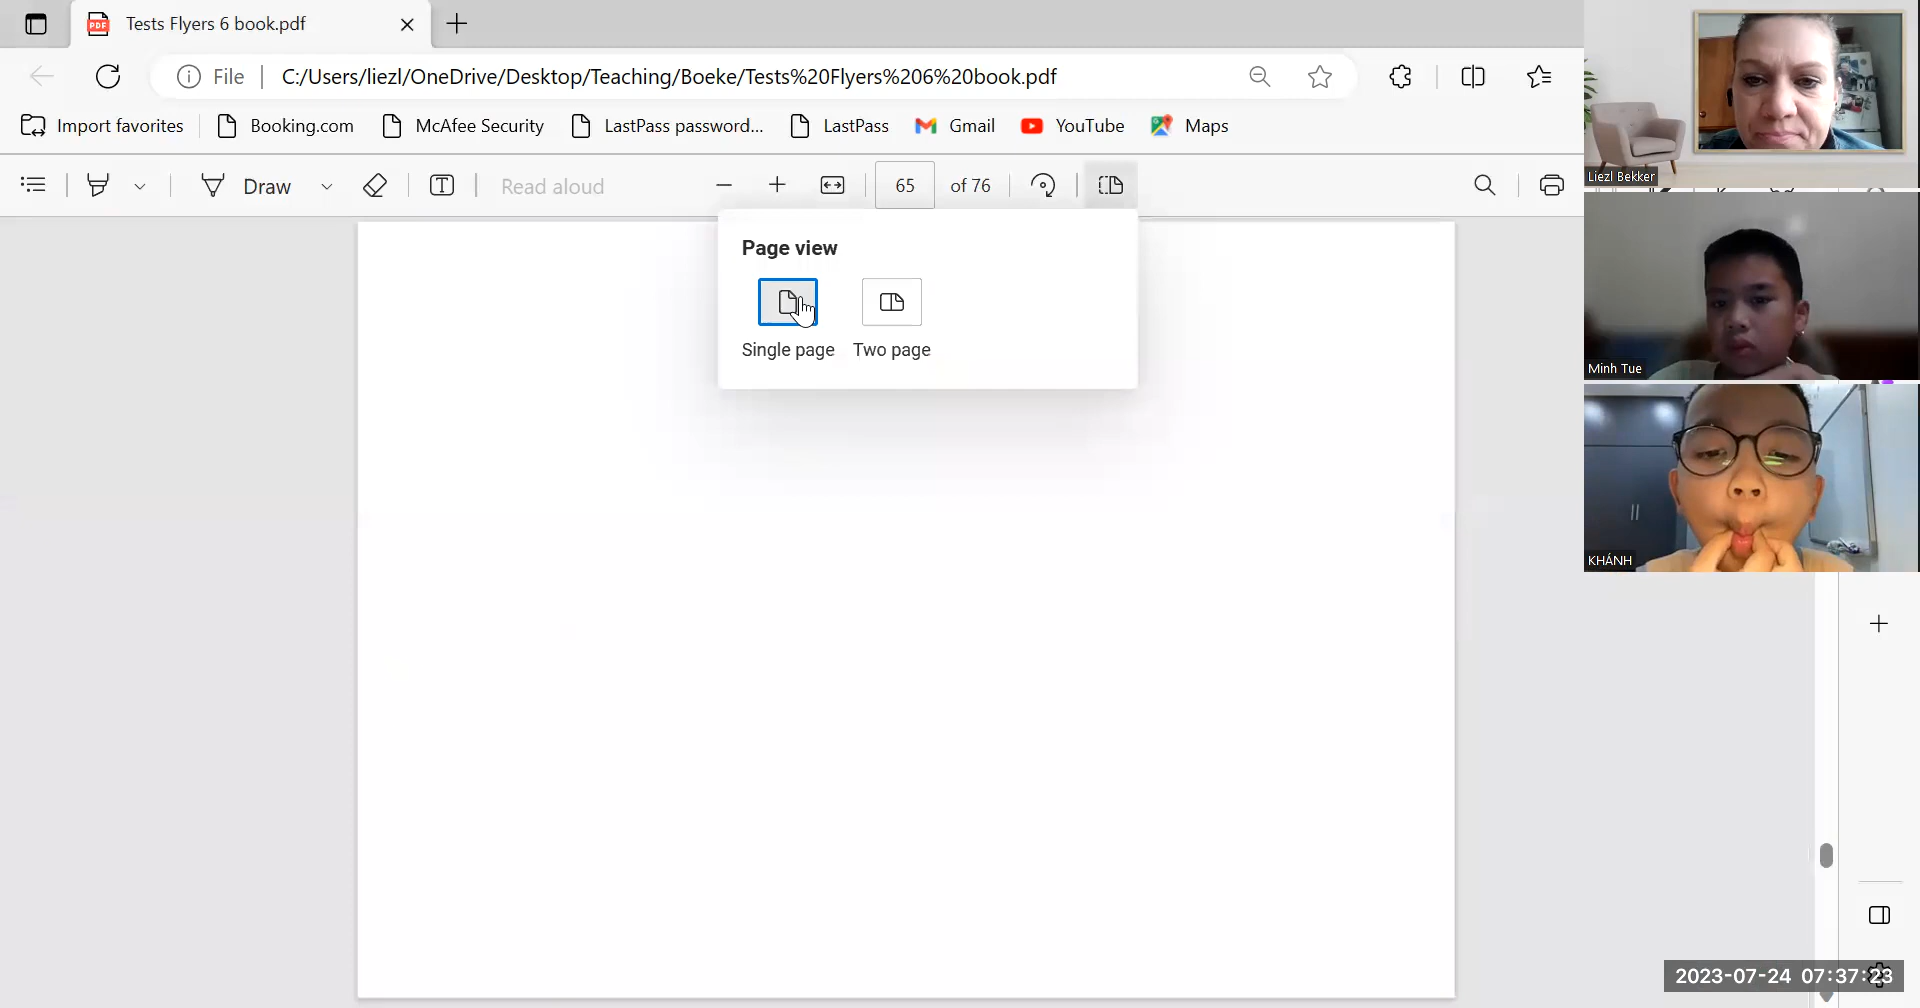 Tests Flyers 6 book.pdf
File C:/Users/liezl/OneDrive/Desktop/Teaching/Boeke/Tests%20Flyers%206%20book.pdf
Import favorites Booking.com McAfee Security LastPass password... LastPass Gmail YouTube Maps
Draw Read aloud 65 of 76
Page view
Single page Two page
Liezl Bekker
Minh Tue
KHÁNH
2023-07-24 07:37:23